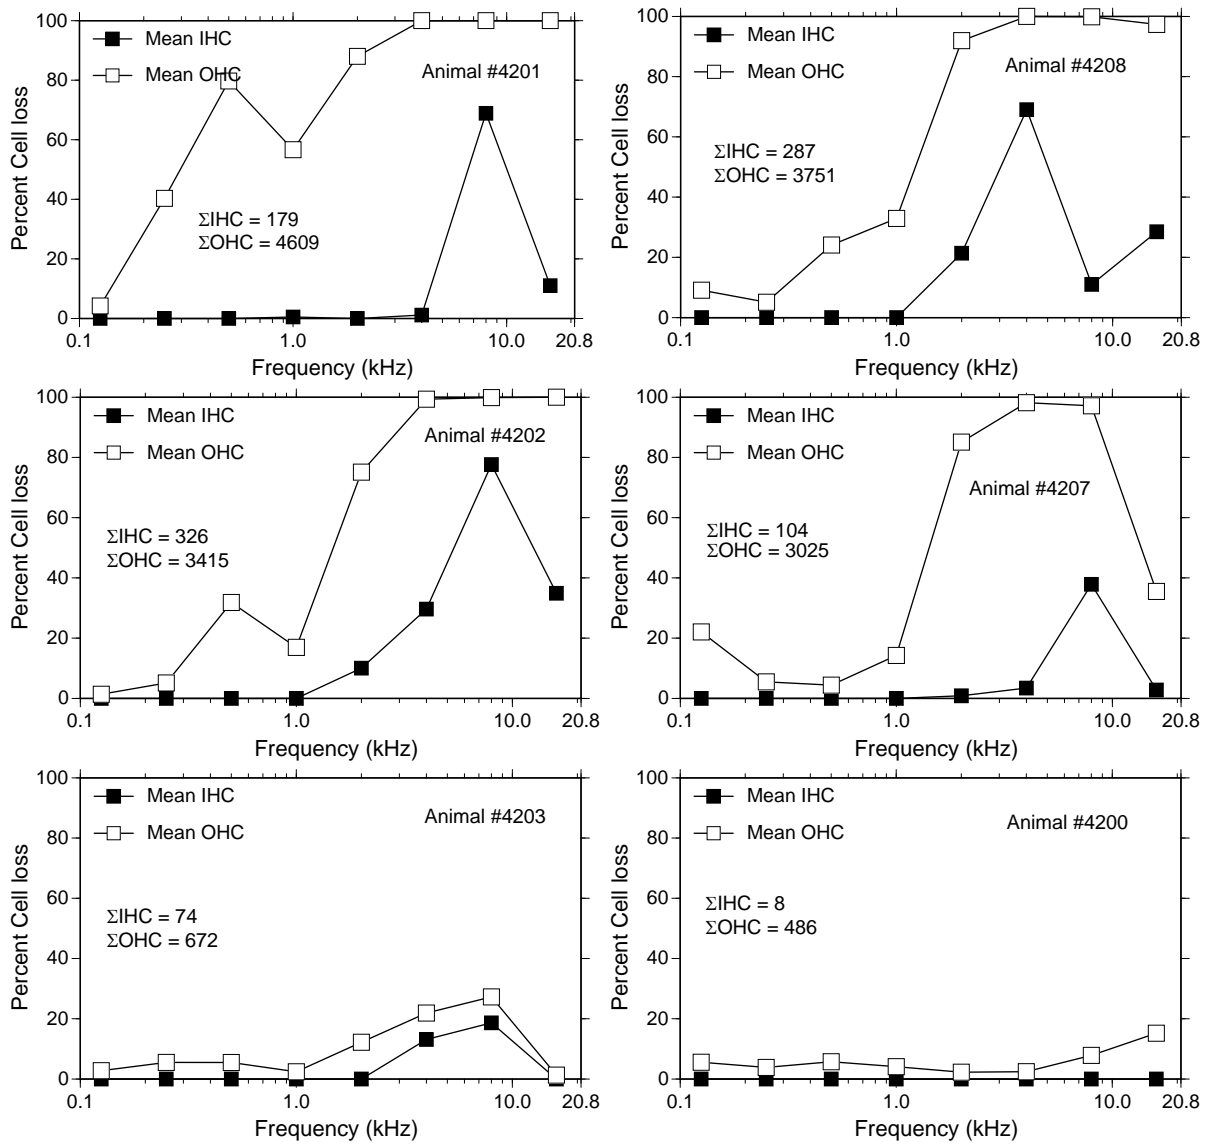 100
80
60
40
20
0
Percent Cell loss
Mean IHC
Mean OHC
Animal #4201
ΣIHC = 179
ΣOHC = 4609
0.1 1.0 10.0 20.8
Frequency (kHz)
100
80
60
40
20
0
Percent Cell loss
Mean IHC
Mean OHC
Animal #4208
ΣIHC = 287
ΣOHC = 3751
0.1 1.0 10.0 20.8
Frequency (kHz)
100
80
60
40
20
0
Percent Cell loss
Mean IHC
Mean OHC
Animal #4202
ΣIHC = 326
ΣOHC = 3415
0.1 1.0 10.0 20.8
Frequency (kHz)
100
80
60
40
20
0
Percent Cell loss
Mean IHC
Mean OHC
Animal #4207
ΣIHC = 104
ΣOHC = 3025
0.1 1.0 10.0 20.8
Frequency (kHz)
100
80
60
40
20
0
Percent Cell loss
Mean IHC
Mean OHC
Animal #4203
ΣIHC = 74
ΣOHC = 672
0.1 1.0 10.0 20.8
Frequency (kHz)
100
80
60
40
20
0
Percent Cell loss
Mean IHC
Mean OHC
Animal #4200
ΣIHC = 8
ΣOHC = 486
0.1 1.0 10.0 20.8
Frequency (kHz)